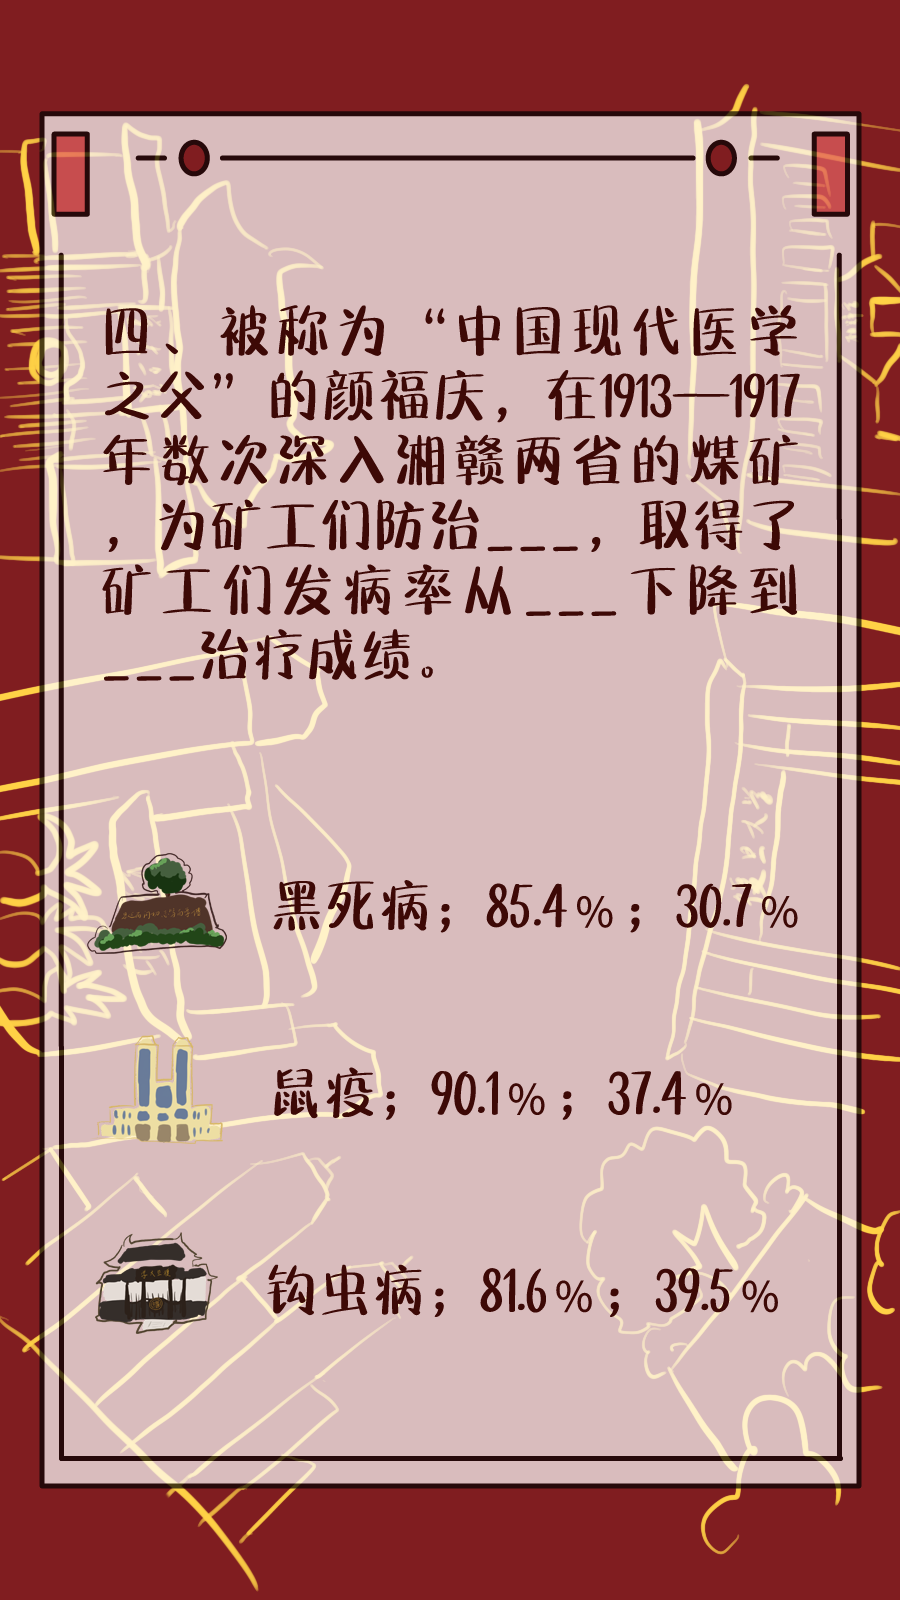 四、被称为“中国现代医学
之父”的颜福庆，在1913—1917
年数次深入湘赣两省的煤矿
，为矿工们防治___，取得了
矿工们发病率从___下降到
___治疗成绩。
黑死病；85.4％；30.7％
鼠疫；90.1％；37.4％
钩虫病；81.6％；39.5％